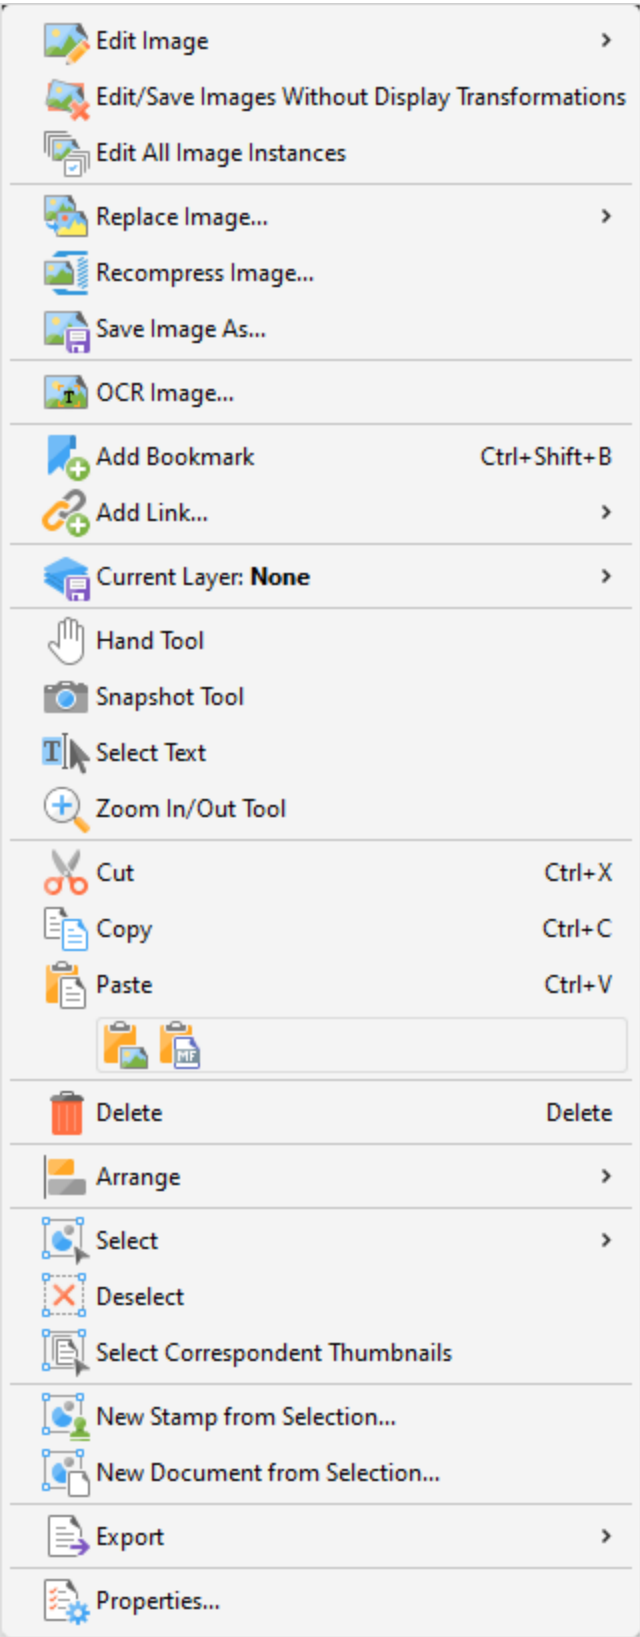 Edit Image
Edit/Save Images Without Display Transformations
Edit All Image Instances
Replace Image...
Recompress Image...
Save Image As...
T
OCR Image...
Add Bookmark Ctrl+Shift+B
Add Link...
Current Layer: None
Hand Tool
Snapshot Tool
T Select Text
Zoom In/Out Tool
Cut Ctrl+X
Copy Ctrl+C
Paste Ctrl+V
MF
Delete Delete
Arrange
Select
Deselect
Select Correspondent Thumbnails
New Stamp from Selection...
New Document from Selection...
Export
Properties...